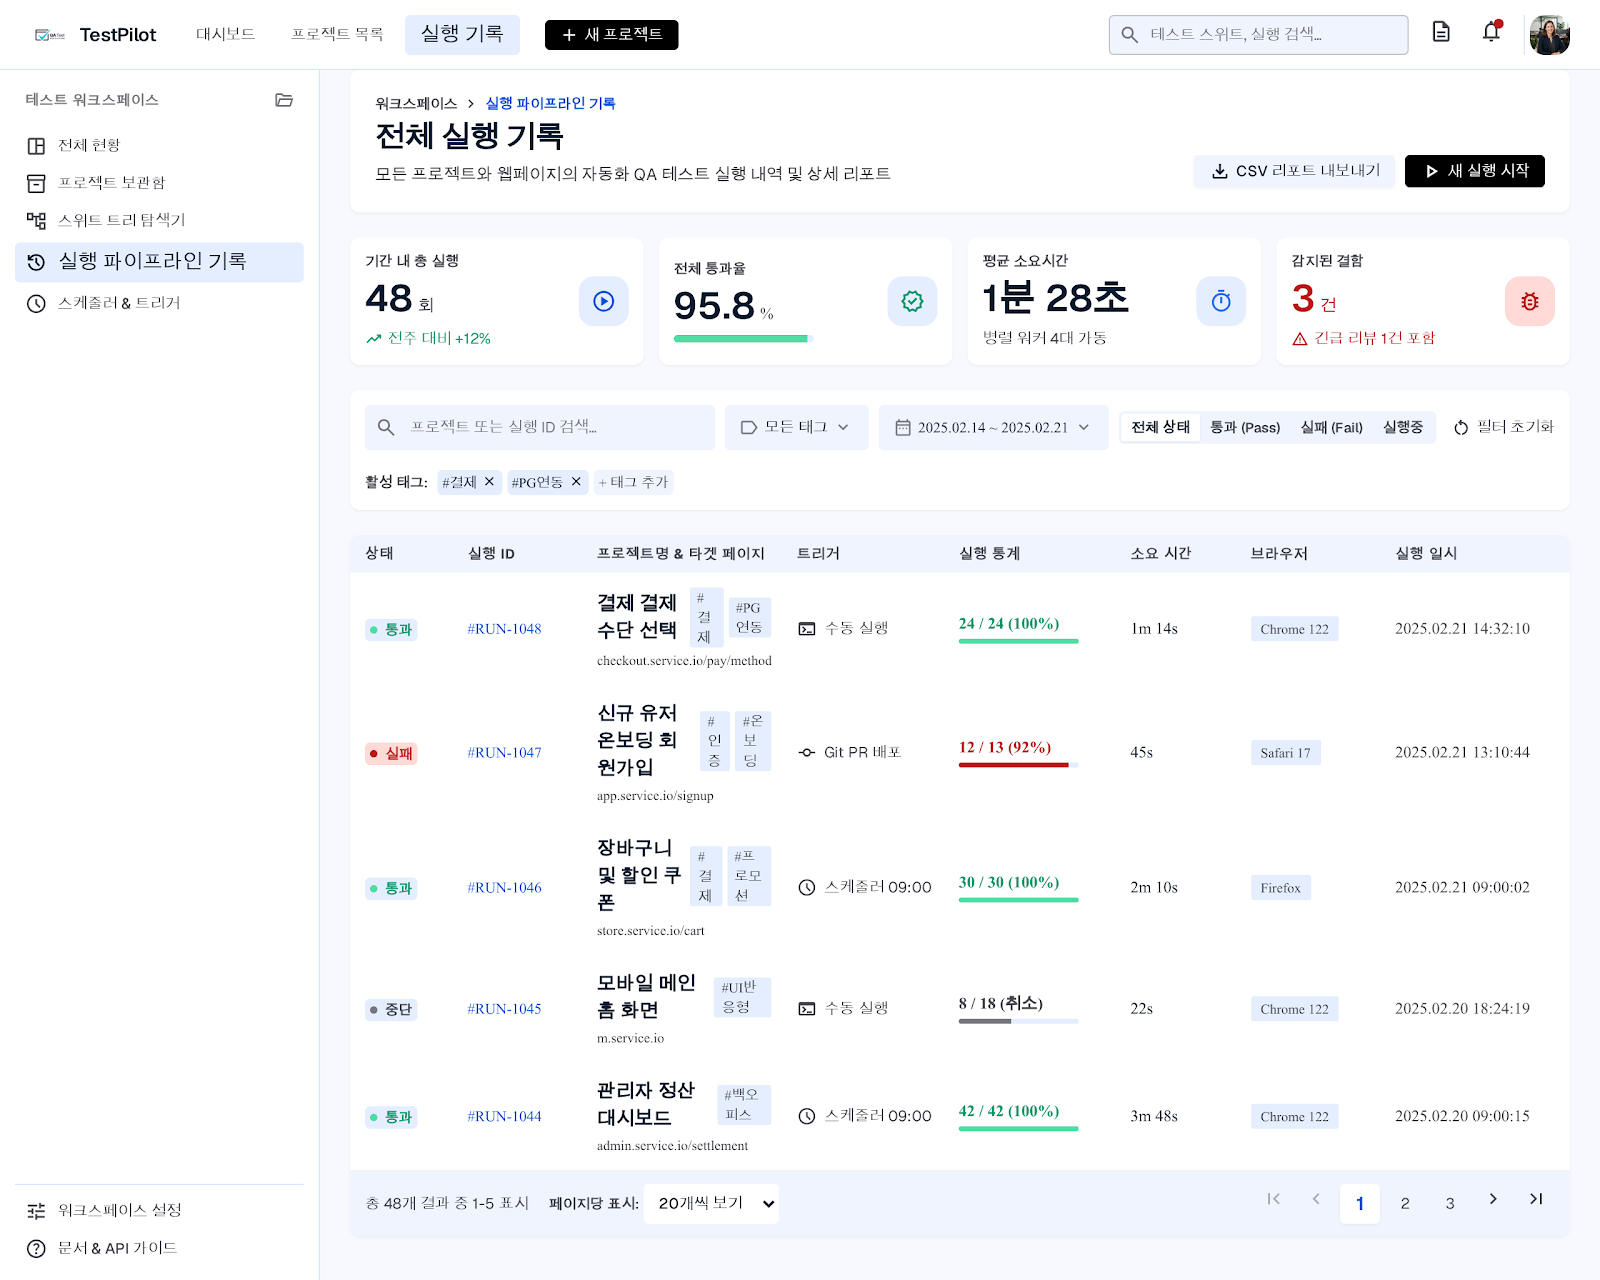 TestPilot
대시보드
프로젝트 목록
실행 기록
새 프로젝트
테스트 스위트, 실행 검색...
테스트 워크스페이스
전체 현황
프로젝트 보관함
스위트 트리 탐색기
실행 파이프라인 기록
스케줄러 & 트리거
워크스페이스 설정
문서 & API 가이드
워크스페이스 > 실행 파이프라인 기록
전체 실행 기록
모든 프로젝트와 웹페이지의 자동화 QA 테스트 실행 내역 및 상세 리포트
CSV 리포트 내보내기
새 실행 시작
기간 내 총 실행
48 회
전주 대비 +12%
전체 통과율
95.8 %
평균 소요시간
1분 28초
병렬 워커 4대 가동
감지된 결함
3 건
긴급 리뷰 1건 포함
프로젝트 또는 실행 ID 검색...
모든 태그
2025.02.14 ~ 2025.02.21
전체 상태
통과 (Pass)
실패 (Fail)
실행중
필터 초기화
활성 태그:
#결제 ×
#PG연동 ×
+ 태그 추가
상태
실행 ID
프로젝트명 & 타겟 페이지
트리거
실행 통계
소요 시간
브라우저
실행 일시
통과
#RUN-1048
결제 결제
수단 선택
#
결
제
#PG
연동
checkout.service.io/pay/method
수동 실행
24 / 24 (100%)
1m 14s
Chrome 122
2025.02.21 14:32:10
실패
#RUN-1047
신규 유저
온보딩 회
원가입
#
인
증
#온
보
딩
app.service.io/signup
Git PR 배포
12 / 13 (92%)
45s
Safari 17
2025.02.21 13:10:44
통과
#RUN-1046
장바구니
및 할인 쿠
폰
#
결
제
#프
로모
션
store.service.io/cart
스케줄러 09:00
30 / 30 (100%)
2m 10s
Firefox
2025.02.21 09:00:02
중단
#RUN-1045
모바일 메인
홈 화면
#UI반
응형
m.service.io
수동 실행
8 / 18 (취소)
22s
Chrome 122
2025.02.20 18:24:19
통과
#RUN-1044
관리자 정산
대시보드
#백오
피스
admin.service.io/settlement
스케줄러 09:00
42 / 42 (100%)
3m 48s
Chrome 122
2025.02.20 09:00:15
총 48개 결과 중 1-5 표시
페이지당 표시:
20개씩 보기
1
2
3